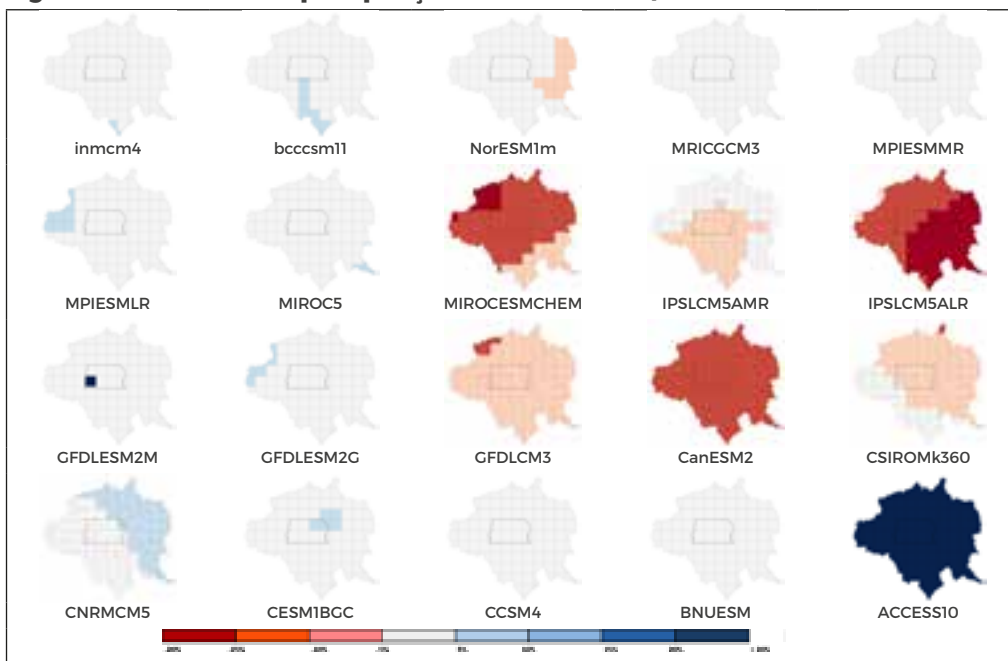 inmcm4
bcccsm11
NorESM1m
MRICGCM3
MPIESMMR
MPIESMLR
MIROC5
MIROCESMCHEM
IPSLCM5AMR
IPSLCM5ALR
GFDLESM2M
GFDLESM2G
GFDLCM3
CanESM2
CSIROMk360
CNRMCM5
CESM1BGC
CCSM4
BNUESM
ACCESS10